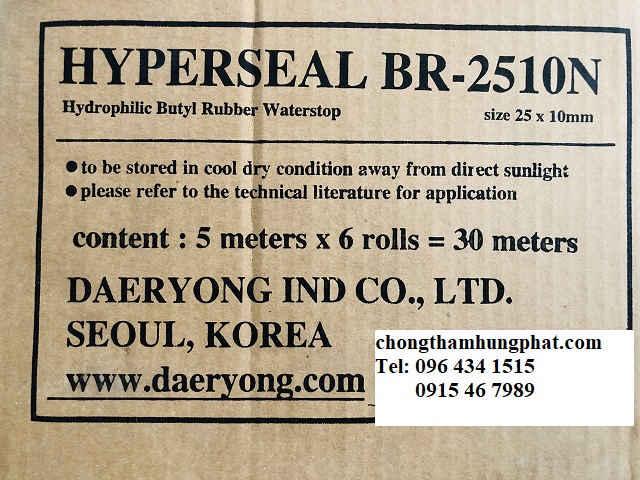 HYPERSEAL BR-2510N
Hydrophilic Butyl Rubber Waterstop size 25 x 10mm
● to be stored in cool dry condition away from direct sunlight
● please refer to the technical literature for application
content : 5 meters x 6 rolls = 30 meters
DAERYONG IND CO., LTD.
SEOUL, KOREA
www.daeryong.com
chongthamhungphat.com
Tel: 096 434 1515
0915 46 7989